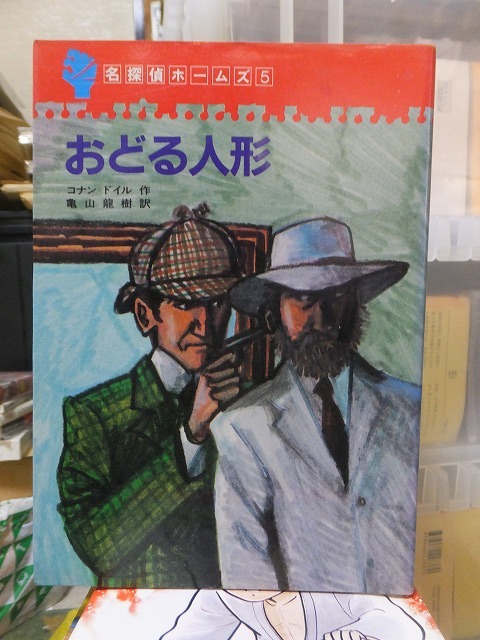 名探偵ホームズ5
おどる人形
コナン ドイル 作
亀山龍樹 訳